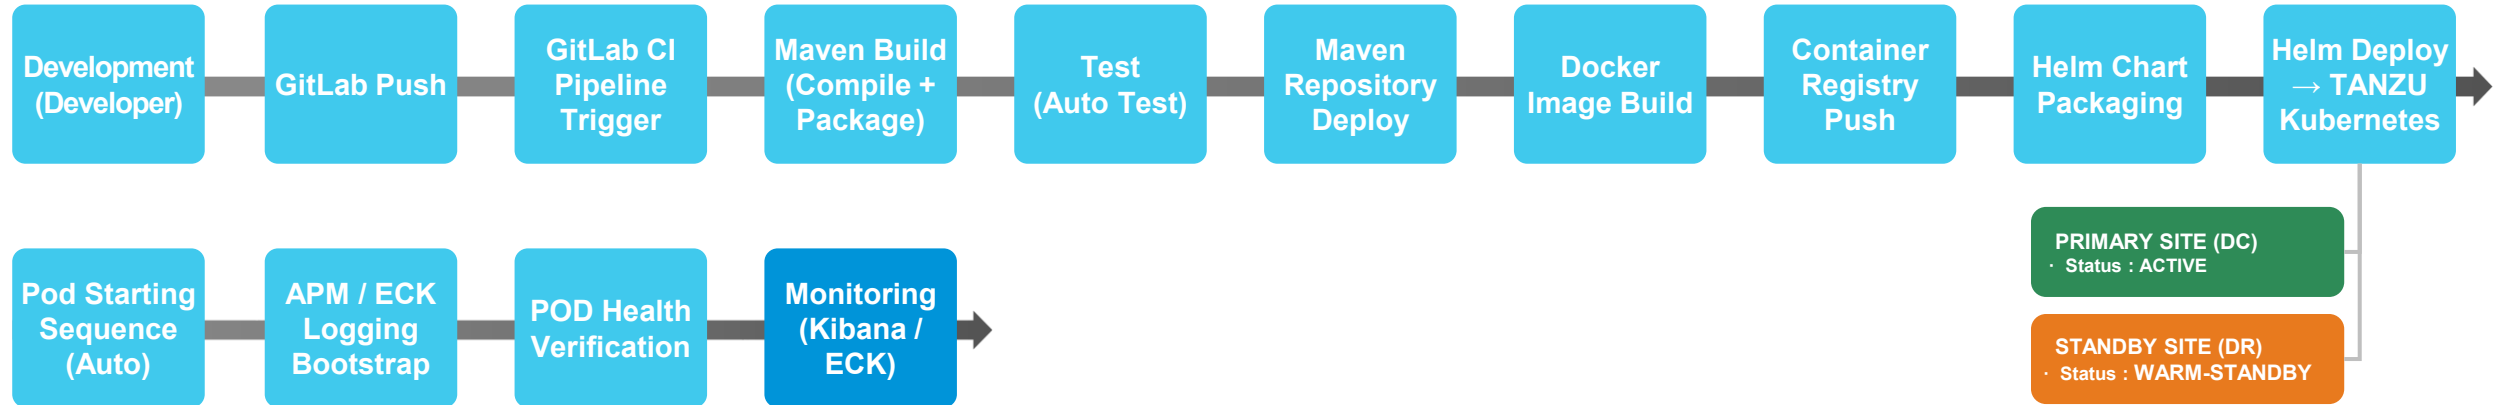 Development
(Developer)
GitLab Push
GitLab CI
Pipeline
Trigger
Maven Build
(Compile +
Package)
Test
(Auto Test)
Maven
Repository
Deploy
Docker
Image Build
Container
Registry
Push
Helm Chart
Packaging
Helm Deploy
→ TANZU
Kubernetes
PRIMARY SITE (DC)
· Status : ACTIVE
STANDBY SITE (DR)
· Status : WARM-STANDBY
Pod Starting
Sequence
(Auto)
APM / ECK
Logging
Bootstrap
POD Health
Verification
Monitoring
(Kibana /
ECK)